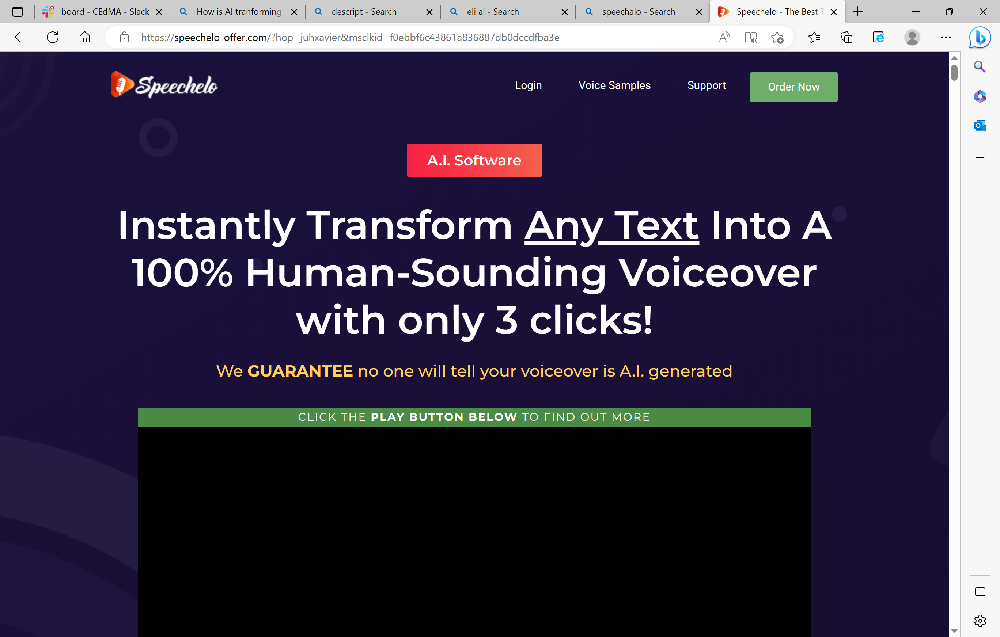 board - CEdMA - Slack
How is AI tranforming
descript - Search
eli ai - Search
speechalo - Search
Speechelo - The Best T
https://speechelo-offer.com/?hop=juhxavier&msclkid=f0ebbf6c43861a836887db0dccdfba3e
Speechelo
Login
Voice Samples
Support
Order Now
A.I. Software
Instantly Transform Any Text Into A
100% Human-Sounding Voiceover
with only 3 clicks!
We GUARANTEE no one will tell your voiceover is A.I. generated
CLICK THE PLAY BUTTON BELOW TO FIND OUT MORE